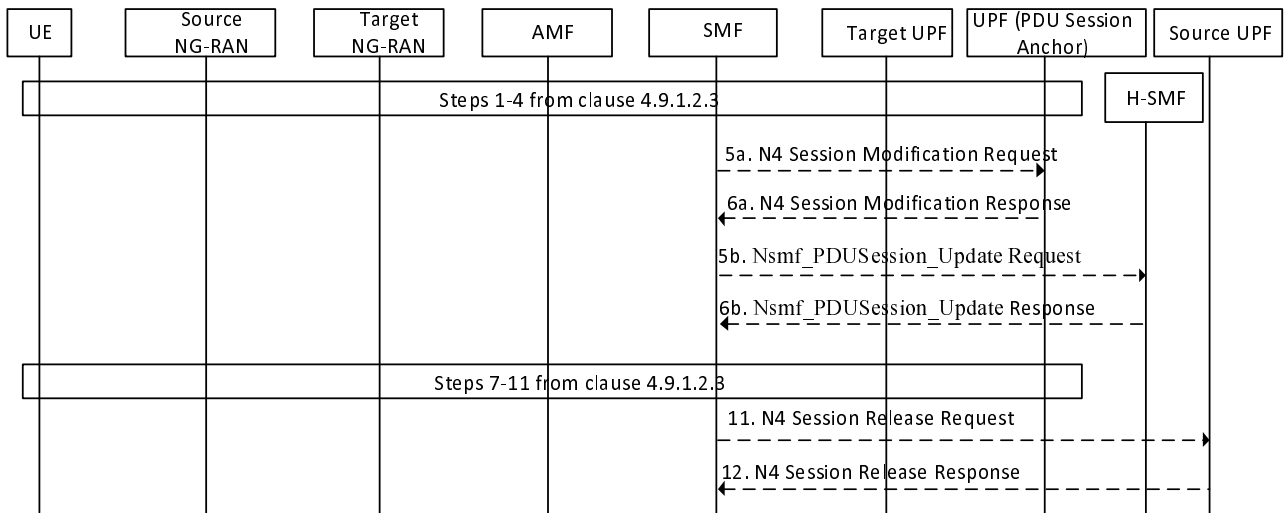 UE
Source
NG-RAN
Target
NG-RAN
AMF
SMF
Target UPF
UPF (PDU Session
Anchor)
Source UPF
Steps 1-4 from clause 4.9.1.2.3
H-SMF
5a. N4 Session Modification Request
6a. N4 Session Modification Response
5b. Nsmf_PDUSession_Update Request
6b. Nsmf_PDUSession_Update Response
Steps 7-11 from clause 4.9.1.2.3
11. N4 Session Release Request
12. N4 Session Release Response